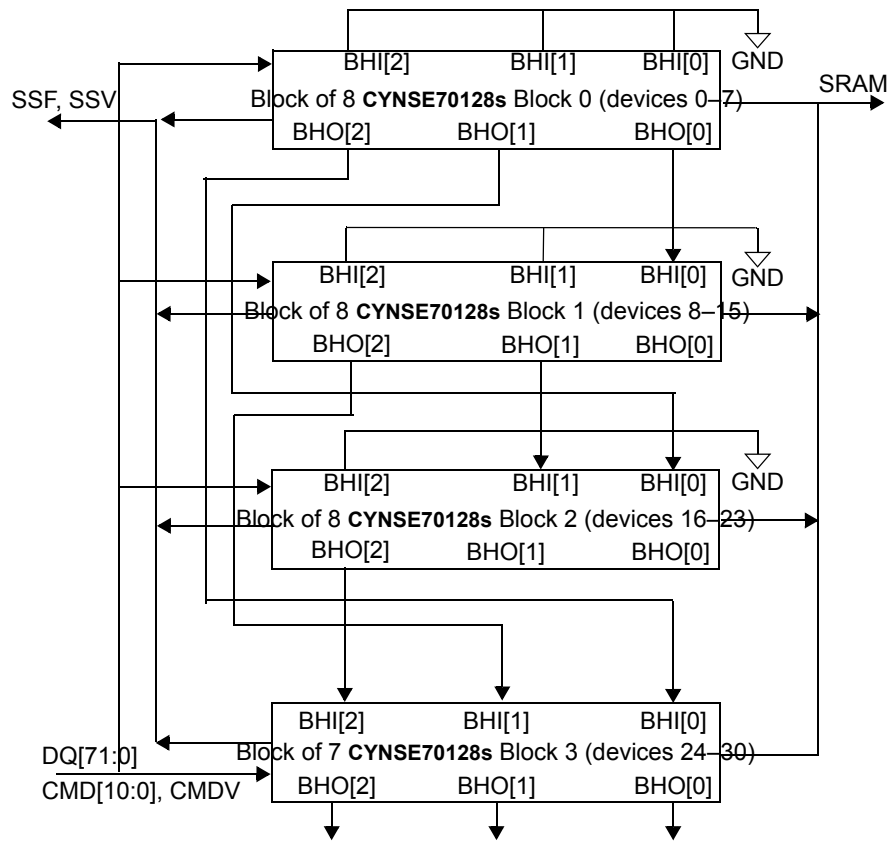 BHI[2] BHI[1] BHI[0] GND
SSF, SSV Block of 8 CYNSE70128s Block 0 (devices 0–7) SRAM
BHO[2] BHO[1] BHO[0]
BHI[2] BHI[1] BHI[0] GND
Block of 8 CYNSE70128s Block 1 (devices 8–15)
BHO[2] BHO[1] BHO[0]
BHI[2] BHI[1] BHI[0] GND
Block of 8 CYNSE70128s Block 2 (devices 16–23)
BHO[2] BHO[1] BHO[0]
BHI[2] BHI[1] BHI[0]
DQ[71:0] Block of 7 CYNSE70128s Block 3 (devices 24–30)
CMD[10:0], CMDV BHO[2] BHO[1] BHO[0]